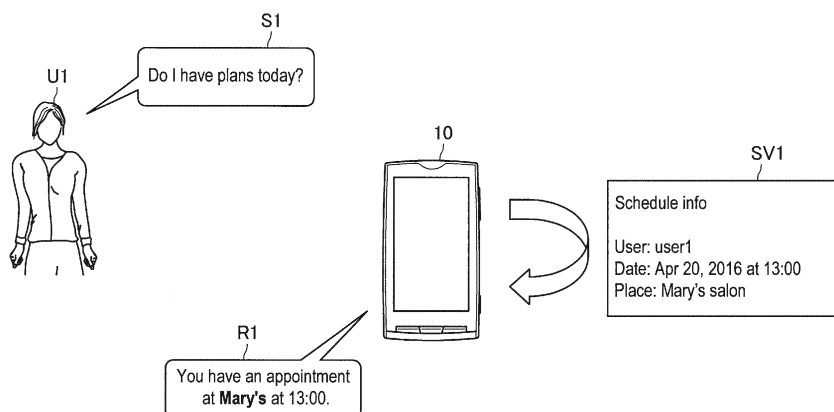 S1
Do I have plans today?
U1
10
SV1
Schedule info
User: user1
Date: Apr 20, 2016 at 13:00
Place: Mary's salon
R1
You have an appointment
at Mary's at 13:00.